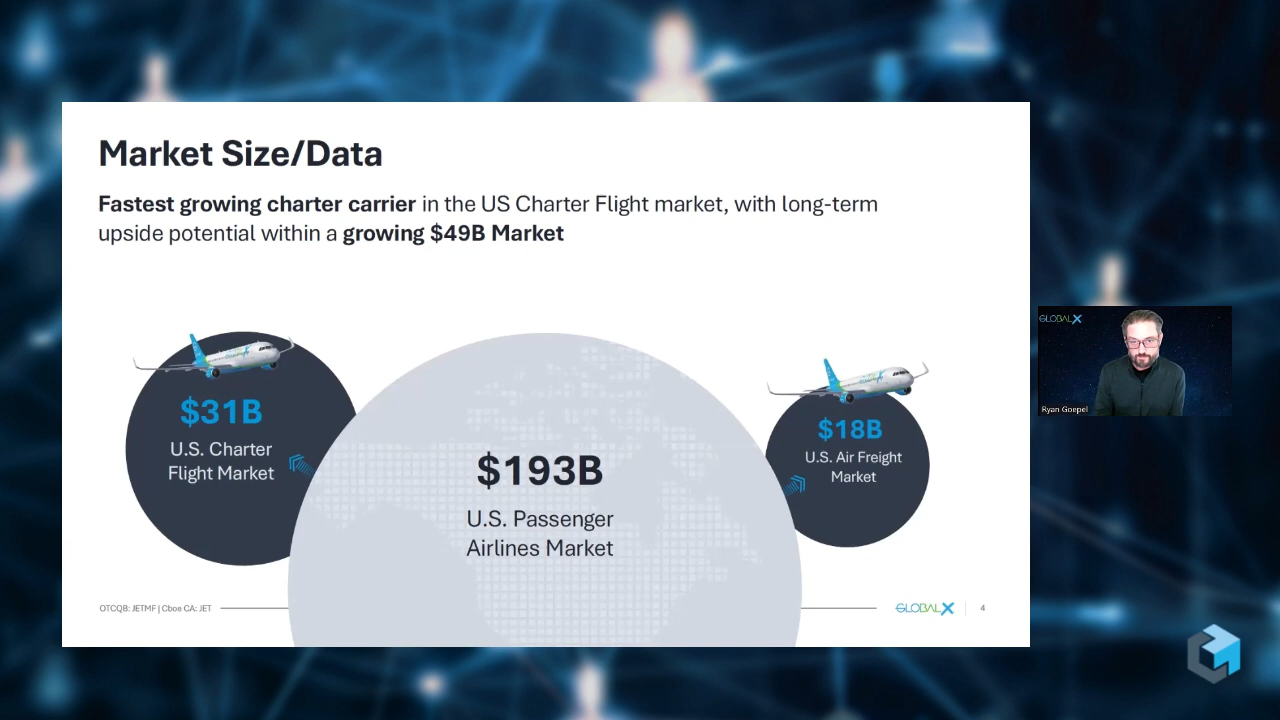 Market Size/Data
Fastest growing charter carrier in the US Charter Flight market, with long-term
upside potential within a growing $49B Market
$31B
U.S. Charter
Flight Market
$193B
U.S. Passenger
Airlines Market
$18B
U.S. Air Freight
Market
OTCQB: JETMF | Cboe CA: JET
GLOBALX
4
GLOBALX
Ryan Goepel